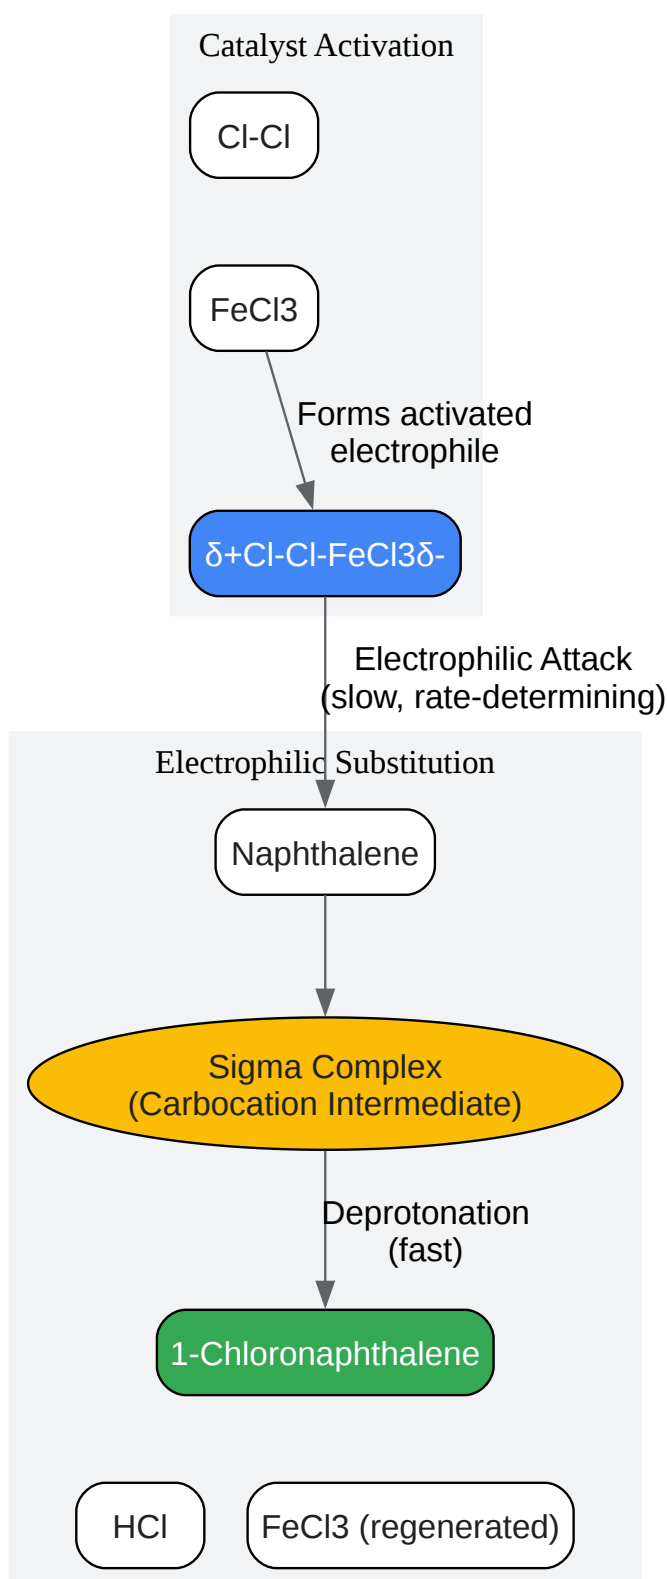 Catalyst Activation
Cl-Cl
FeCl3
Forms activated
electrophile
δ+Cl-Cl-FeCl3δ-
Electrophilic Attack
(slow, rate-determining)
Electrophilic Substitution
Naphthalene
Sigma Complex
(Carbocation Intermediate)
Deprotonation
(fast)
1-Chloronaphthalene
HCl
FeCl3 (regenerated)